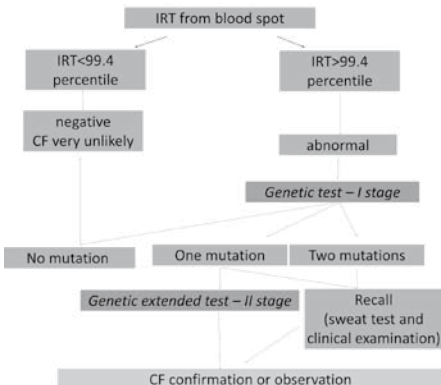 IRT from blood spot
IRT<99.4
percentile
IRT>99.4
percentile
negative
CF very unlikely
abnormal
Genetic test – I stage
No mutation
One mutation
Two mutations
Genetic extended test – II stage
Recall
(sweat test and
clinical examination)
CF confirmation or observation